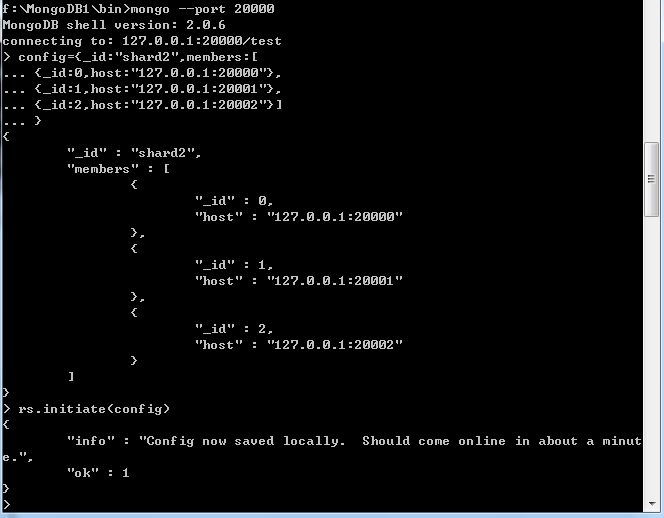 f:\MongoDB1\bin>mongo --port 20000
MongoDB shell version: 2.0.6
connecting to: 127.0.0.1:20000/test
> config={_id:"shard2",members:[
... {_id:0,host:"127.0.0.1:20000"},
... {_id:1,host:"127.0.0.1:20001"},
... {_id:2,host:"127.0.0.1:20002"}]
... }
{
        "_id" : "shard2",
        "members" : [
                {
                        "_id" : 0,
                        "host" : "127.0.0.1:20000"
                },
                {
                        "_id" : 1,
                        "host" : "127.0.0.1:20001"
                },
                {
                        "_id" : 2,
                        "host" : "127.0.0.1:20002"
                }
        ]
}
> rs.initiate(config)
{
        "info" : "Config now saved locally.  Should come online in about a minut
e.",
        "ok" : 1
}
>